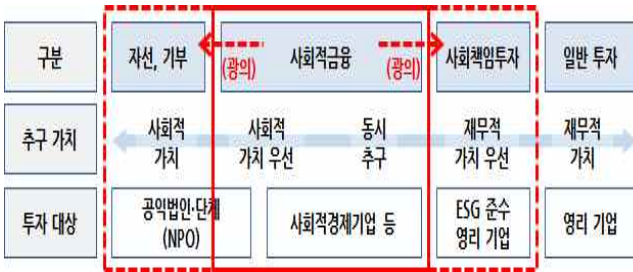 구분
자선, 기부
사회적금융
사회책임투자
일반 투자
(광의)
(광의)
추구 가치
사회적
가치
사회적
가치 우선
동시
추구
재무적
가치 우선
재무적
가치
투자 대상
공익법인·단체
(NPO)
사회적경제기업 등
ESG 준수
영리 기업
영리 기업